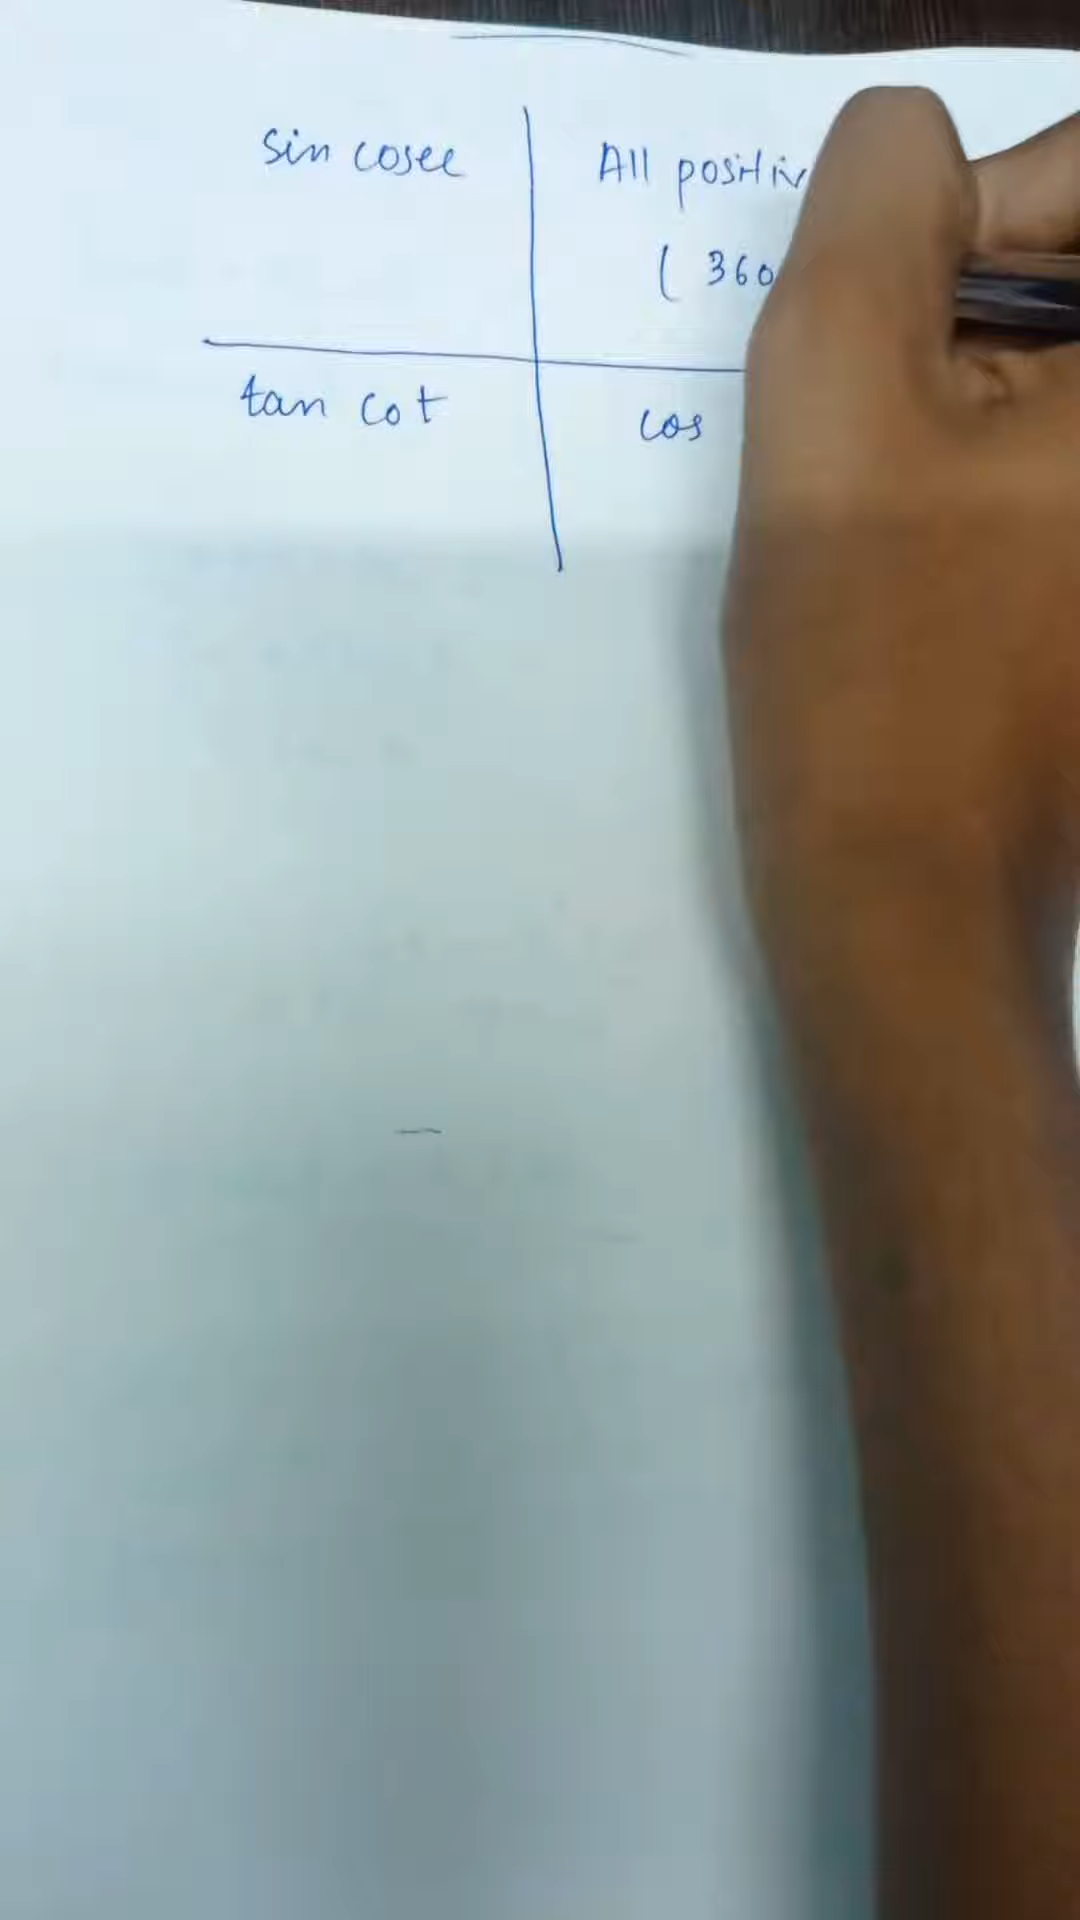 sin cosec
All positiv
( 360
tan cot
cos